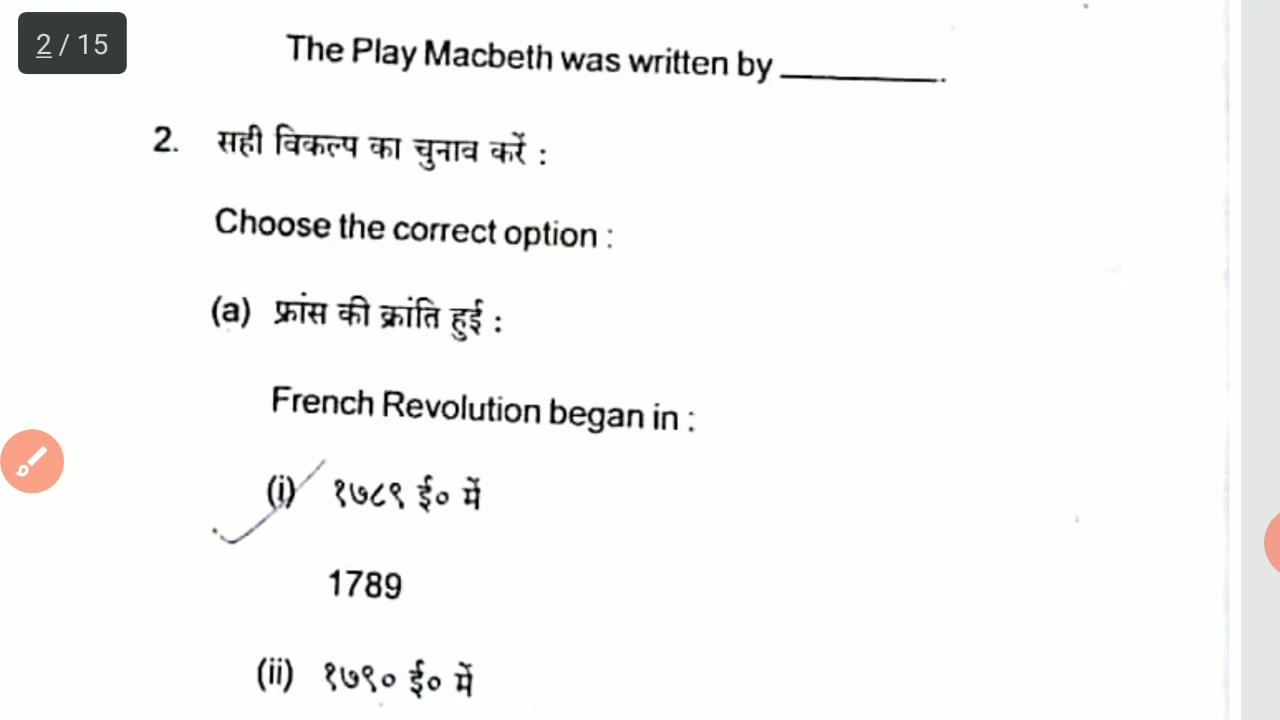 2 / 15
The Play Macbeth was written by ________.
2. सही विकल्प का चुनाव करें :
Choose the correct option :
(a) फ्रांस की क्रांति हुई :
French Revolution began in :
(i) १७८९ ई० में
1789
(ii) १७९० ई० में